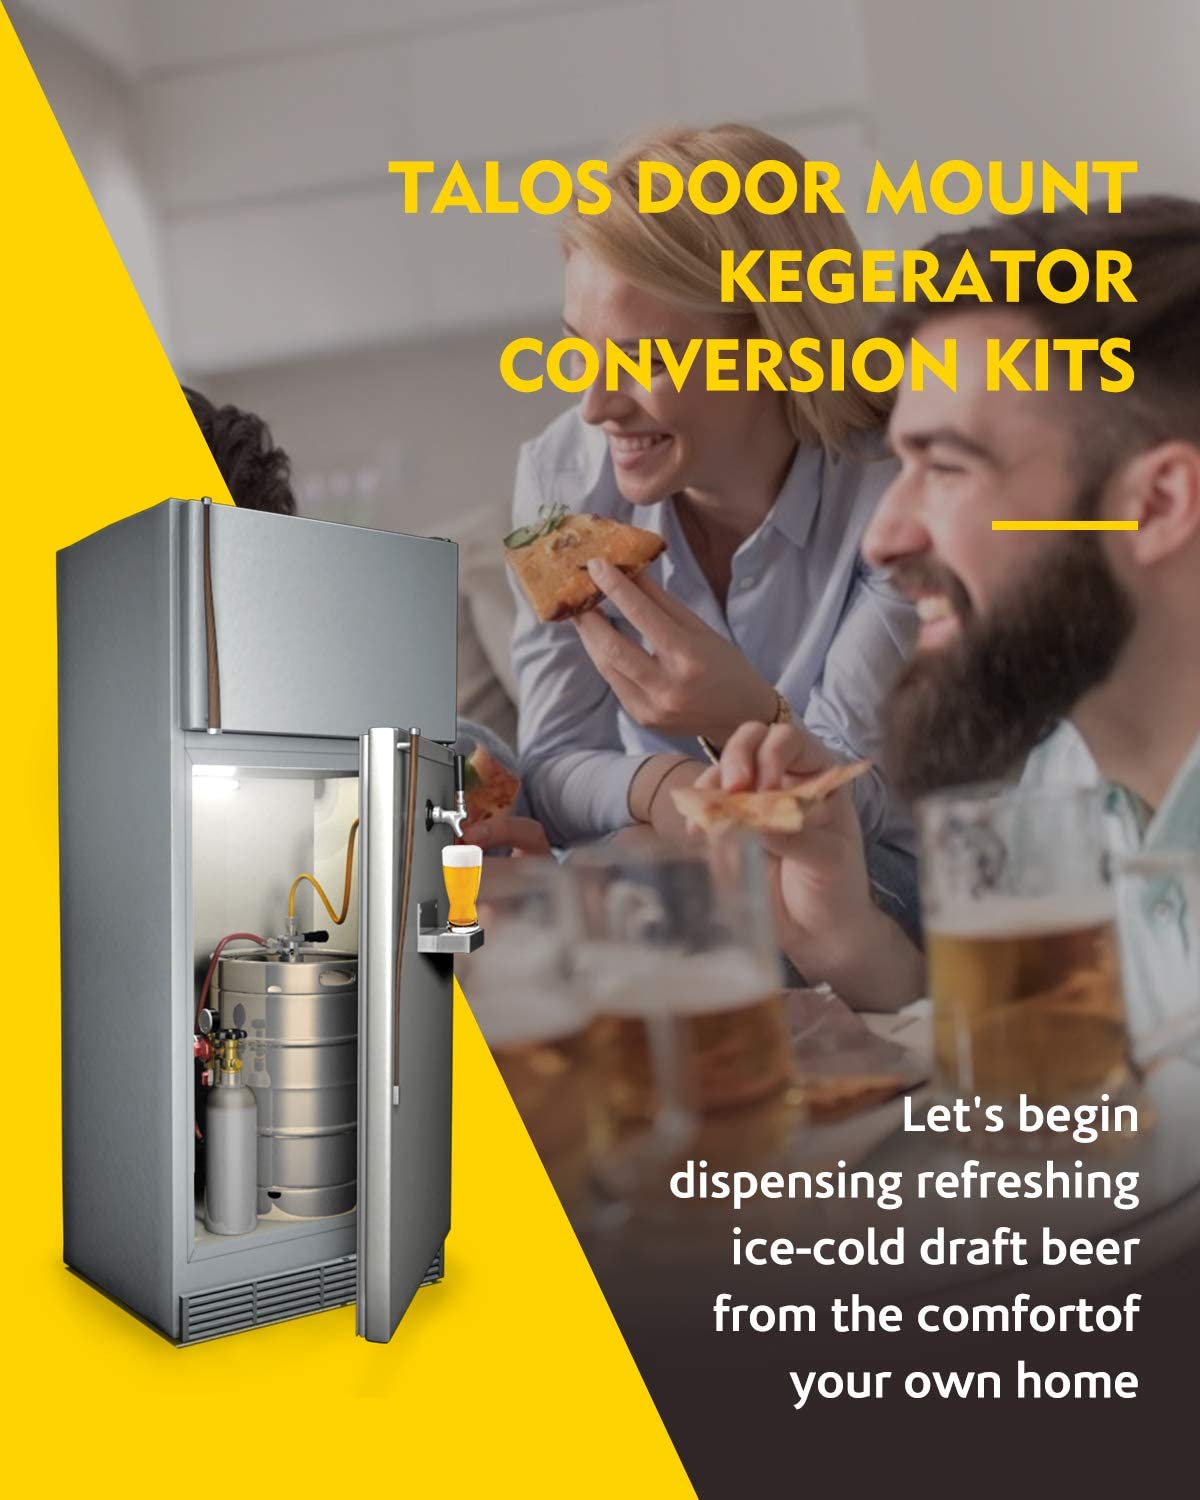 TALOS DOOR MOUNT
KEGERATOR
CONVERSION KITS
Let's begin
dispensing refreshing
ice-cold draft beer
from the comfortof
your own home